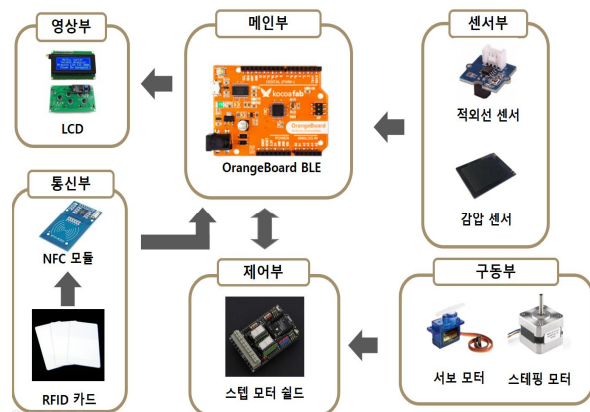 영상부
LCD
메인부
kocoafab
OrangeBoard
OrangeBoard BLE
센서부
적외선 센서
감압 센서
통신부
NFC 모듈
RFID 카드
제어부
스텝 모터 쉴드
구동부
서보 모터
스테핑 모터